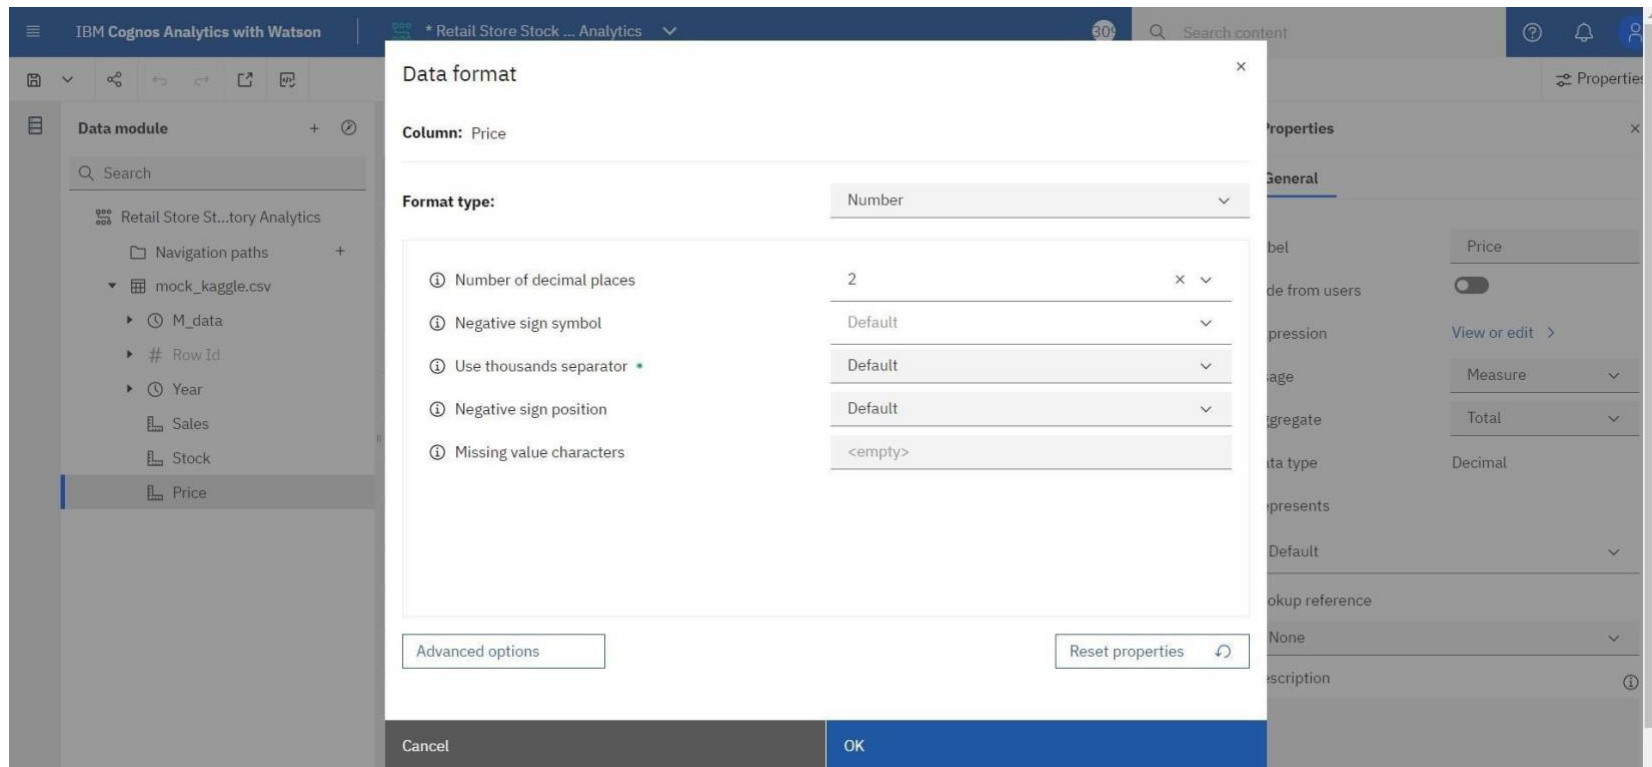 IBM Cognos Analytics with Watson
* Retail Store Stock ... Analytics
Search content
Properties
Data format
Data module
Column: Price
Properties
Search
General
Format type:
Number
Retail Store St...tory Analytics
Navigation paths
bel
Price
mock_kaggle.csv
Number of decimal places
2
de from users
M_data
Negative sign symbol
Default
pression
View or edit
# Row Id
Use thousands separator
Default
age
Measure
Year
Negative sign position
Default
gregate
Total
Sales
Missing value characters
<empty>
Stock
ta type
Decimal
Price
presents
Default
okup reference
None
Advanced options
Reset properties
escription
Cancel
OK